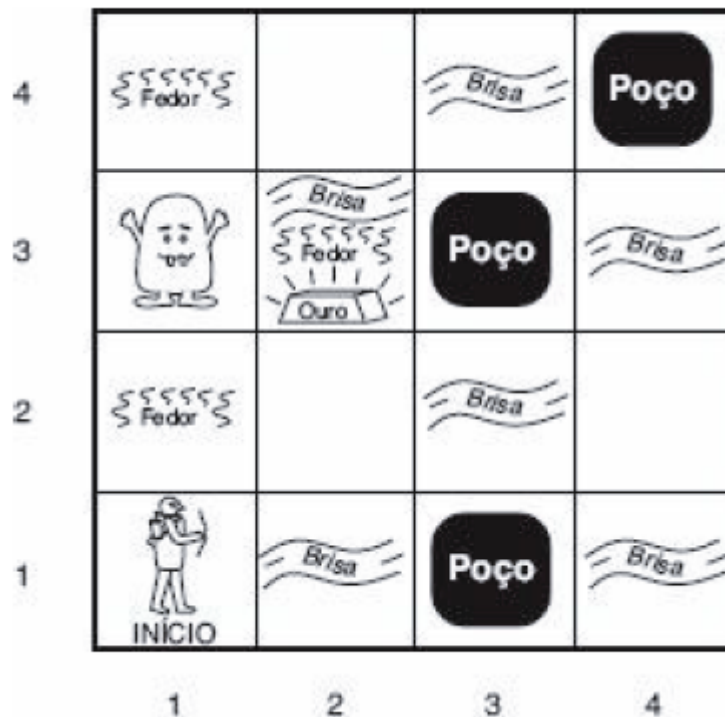 4 Fedor Brisa Poço
3 Brisa Fedor Ouro Poço Brisa
2 Fedor Brisa
1 INÍCIO Brisa Poço Brisa
1 2 3 4